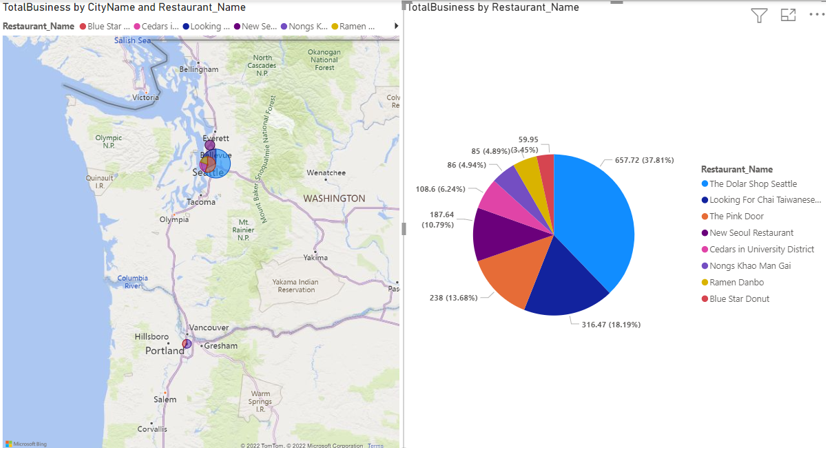 TotalBusiness by CityName and Restaurant_Name
Restaurant_Name Blue Star ... Cedars i... Looking ... New Se... Nongs K... Ramen ...
Salish Sea
Bellingham
North
Cascades
N.P.
Okanogan
National
Forest
Victoria
Olympic
N.P.
Everett
Bellevue
Seattle
Mount Baker Snoqualmie National Forest
Quinault
I.R.
Wenatchee
WASHINGTON
Tacoma
Olympia
Mt.
Rainier
N.P.
Yakima
Yakama Indian
Reservation
Columbia
River
Vancouver
Hillsboro
Portland
Gresham
Salem
Warm
Springs
I.R.
Corvallis
Microsoft Bing
© 2022 TomTom, © 2022 Microsoft Corporation Terms
TotalBusiness by Restaurant_Name
59.95
(3.45%)
85 (4.89%)
86 (4.94%)
108.6 (6.24%)
187.64
(10.79%)
238 (13.68%)
657.72 (37.81%)
316.47 (18.19%)
Restaurant_Name
The Dolar Shop Seattle
Looking For Chai Taiwanese...
The Pink Door
New Seoul Restaurant
Cedars in University District
Nongs Khao Man Gai
Ramen Danbo
Blue Star Donut